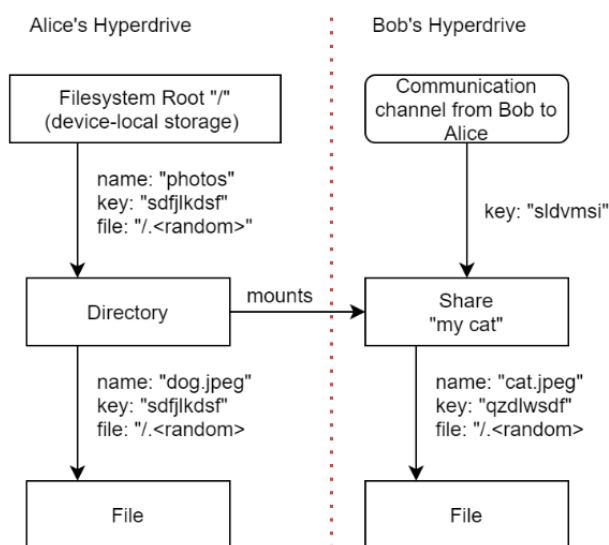 Alice's Hyperdrive
Bob's Hyperdrive
Filesystem Root "/"
(device-local storage)
Communication
channel from Bob to
Alice
name: "photos"
key: "sdfjlkdsf"
file: "/.<random>"
key: "sldvmsi"
Directory
mounts
Share
"my cat"
name: "dog.jpeg"
key: "sdfjlkdsf"
file: "/.<random>
name: "cat.jpeg"
key: "qzdlwsdf"
file: "/.<random>
File
File